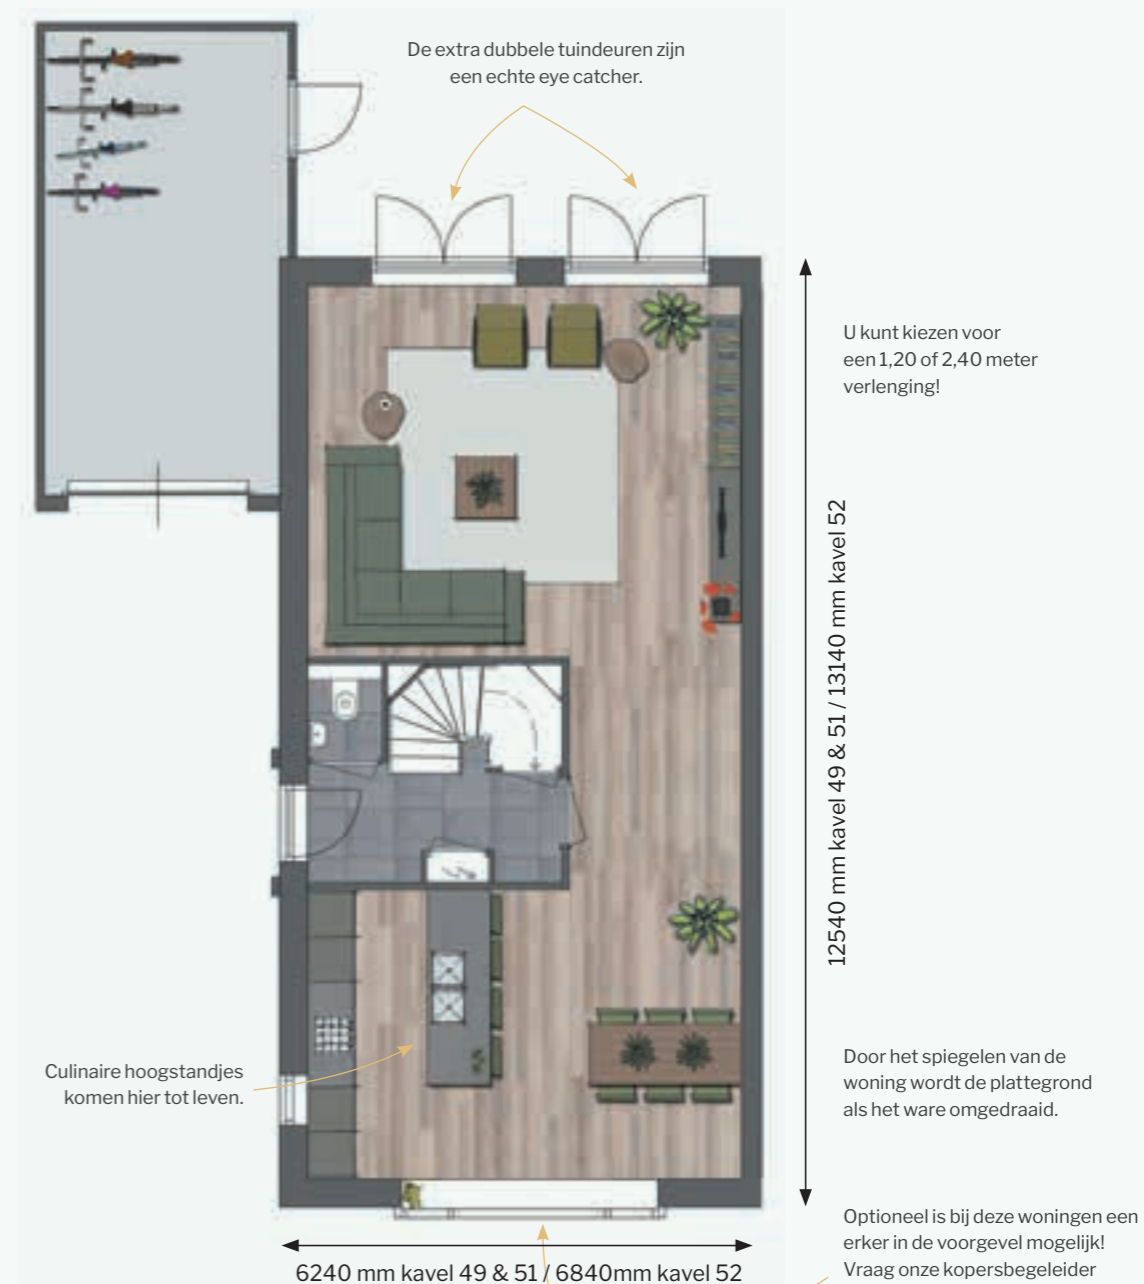 De extra dubbele tuindeuren zijn
een echte eye catcher.
U kunt kiezen voor
een 1,20 of 2,40 meter
verlenging!
12540 mm kavel 49 & 51 / 13140 mm kavel 52
Culinaire hoogstandjes
komen hier tot leven.
Door het spiegelen van de
woning wordt de plattegrond
als het ware omgedraaid.
Optioneel is bij deze woningen een
erker in de voorgevel mogelijk!
Vraag onze kopersbegeleider
6240 mm kavel 49 & 51 / 6840mm kavel 52